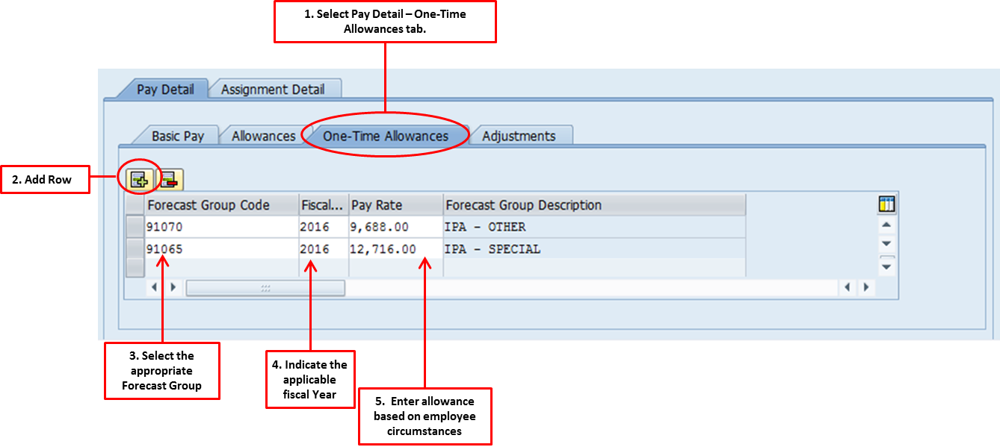 1. Select Pay Detail – One-Time
Allowances tab.
Pay Detail
Assignment Detail
Basic Pay
Allowances
One-Time Allowances
Adjustments
2. Add Row
Forecast Group Code
Fiscal...
Pay Rate
Forecast Group Description
91070
2016
9,688.00
IPA - OTHER
91065
2016
12,716.00
IPA - SPECIAL
3. Select the
appropriate
Forecast Group
4. Indicate the
applicable
fiscal Year
5. Enter allowance
based on employee
circumstances